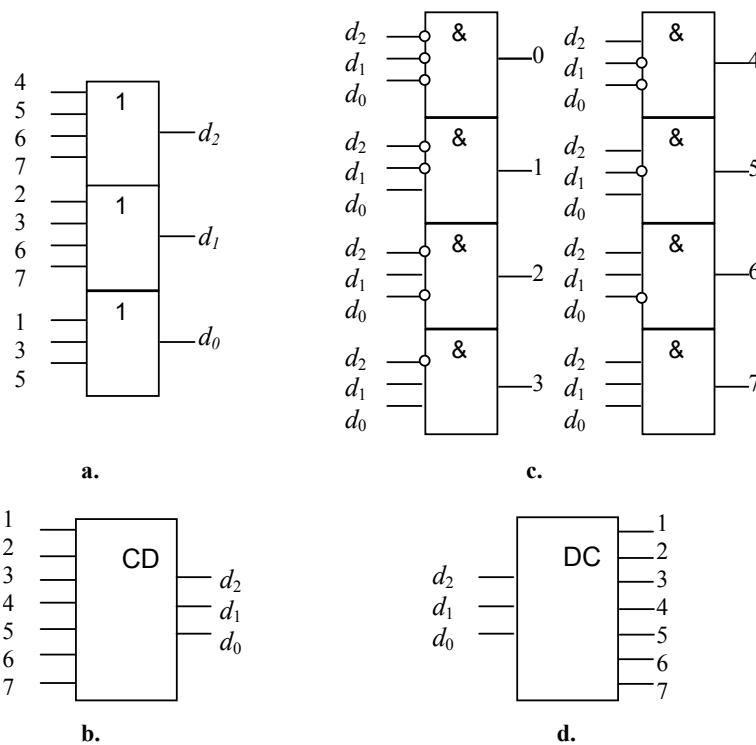 4
5
6
7
1
d₂
2
3
6
7
1
d₁
1
3
5
1
d₀
a.
d₂
d₁
d₀
&
0
d₂
d₁
d₀
&
1
d₂
d₁
d₀
&
2
d₂
d₁
d₀
&
3
d₂
d₁
d₀
&
4
d₂
d₁
d₀
&
5
d₂
d₁
d₀
&
6
d₂
d₁
d₀
&
7
c.
1
2
3
4
5
6
7
CD
d₂
d₁
d₀
b.
d₂
d₁
d₀
DC
1
2
3
4
5
6
7
d.